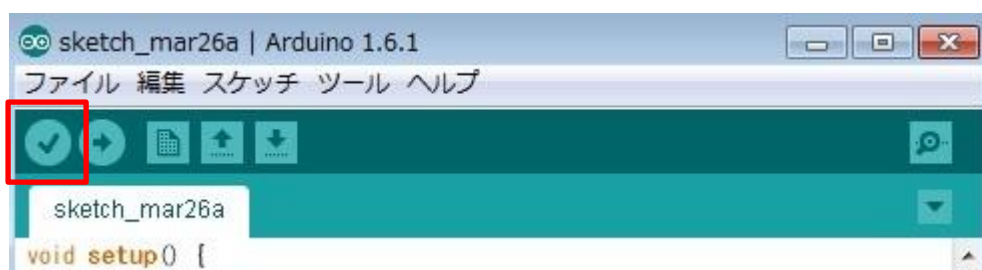 sketch_mar26a | Arduino 1.6.1
ファイル 編集 スケッチ ツール ヘルプ
sketch_mar26a
void setup() {